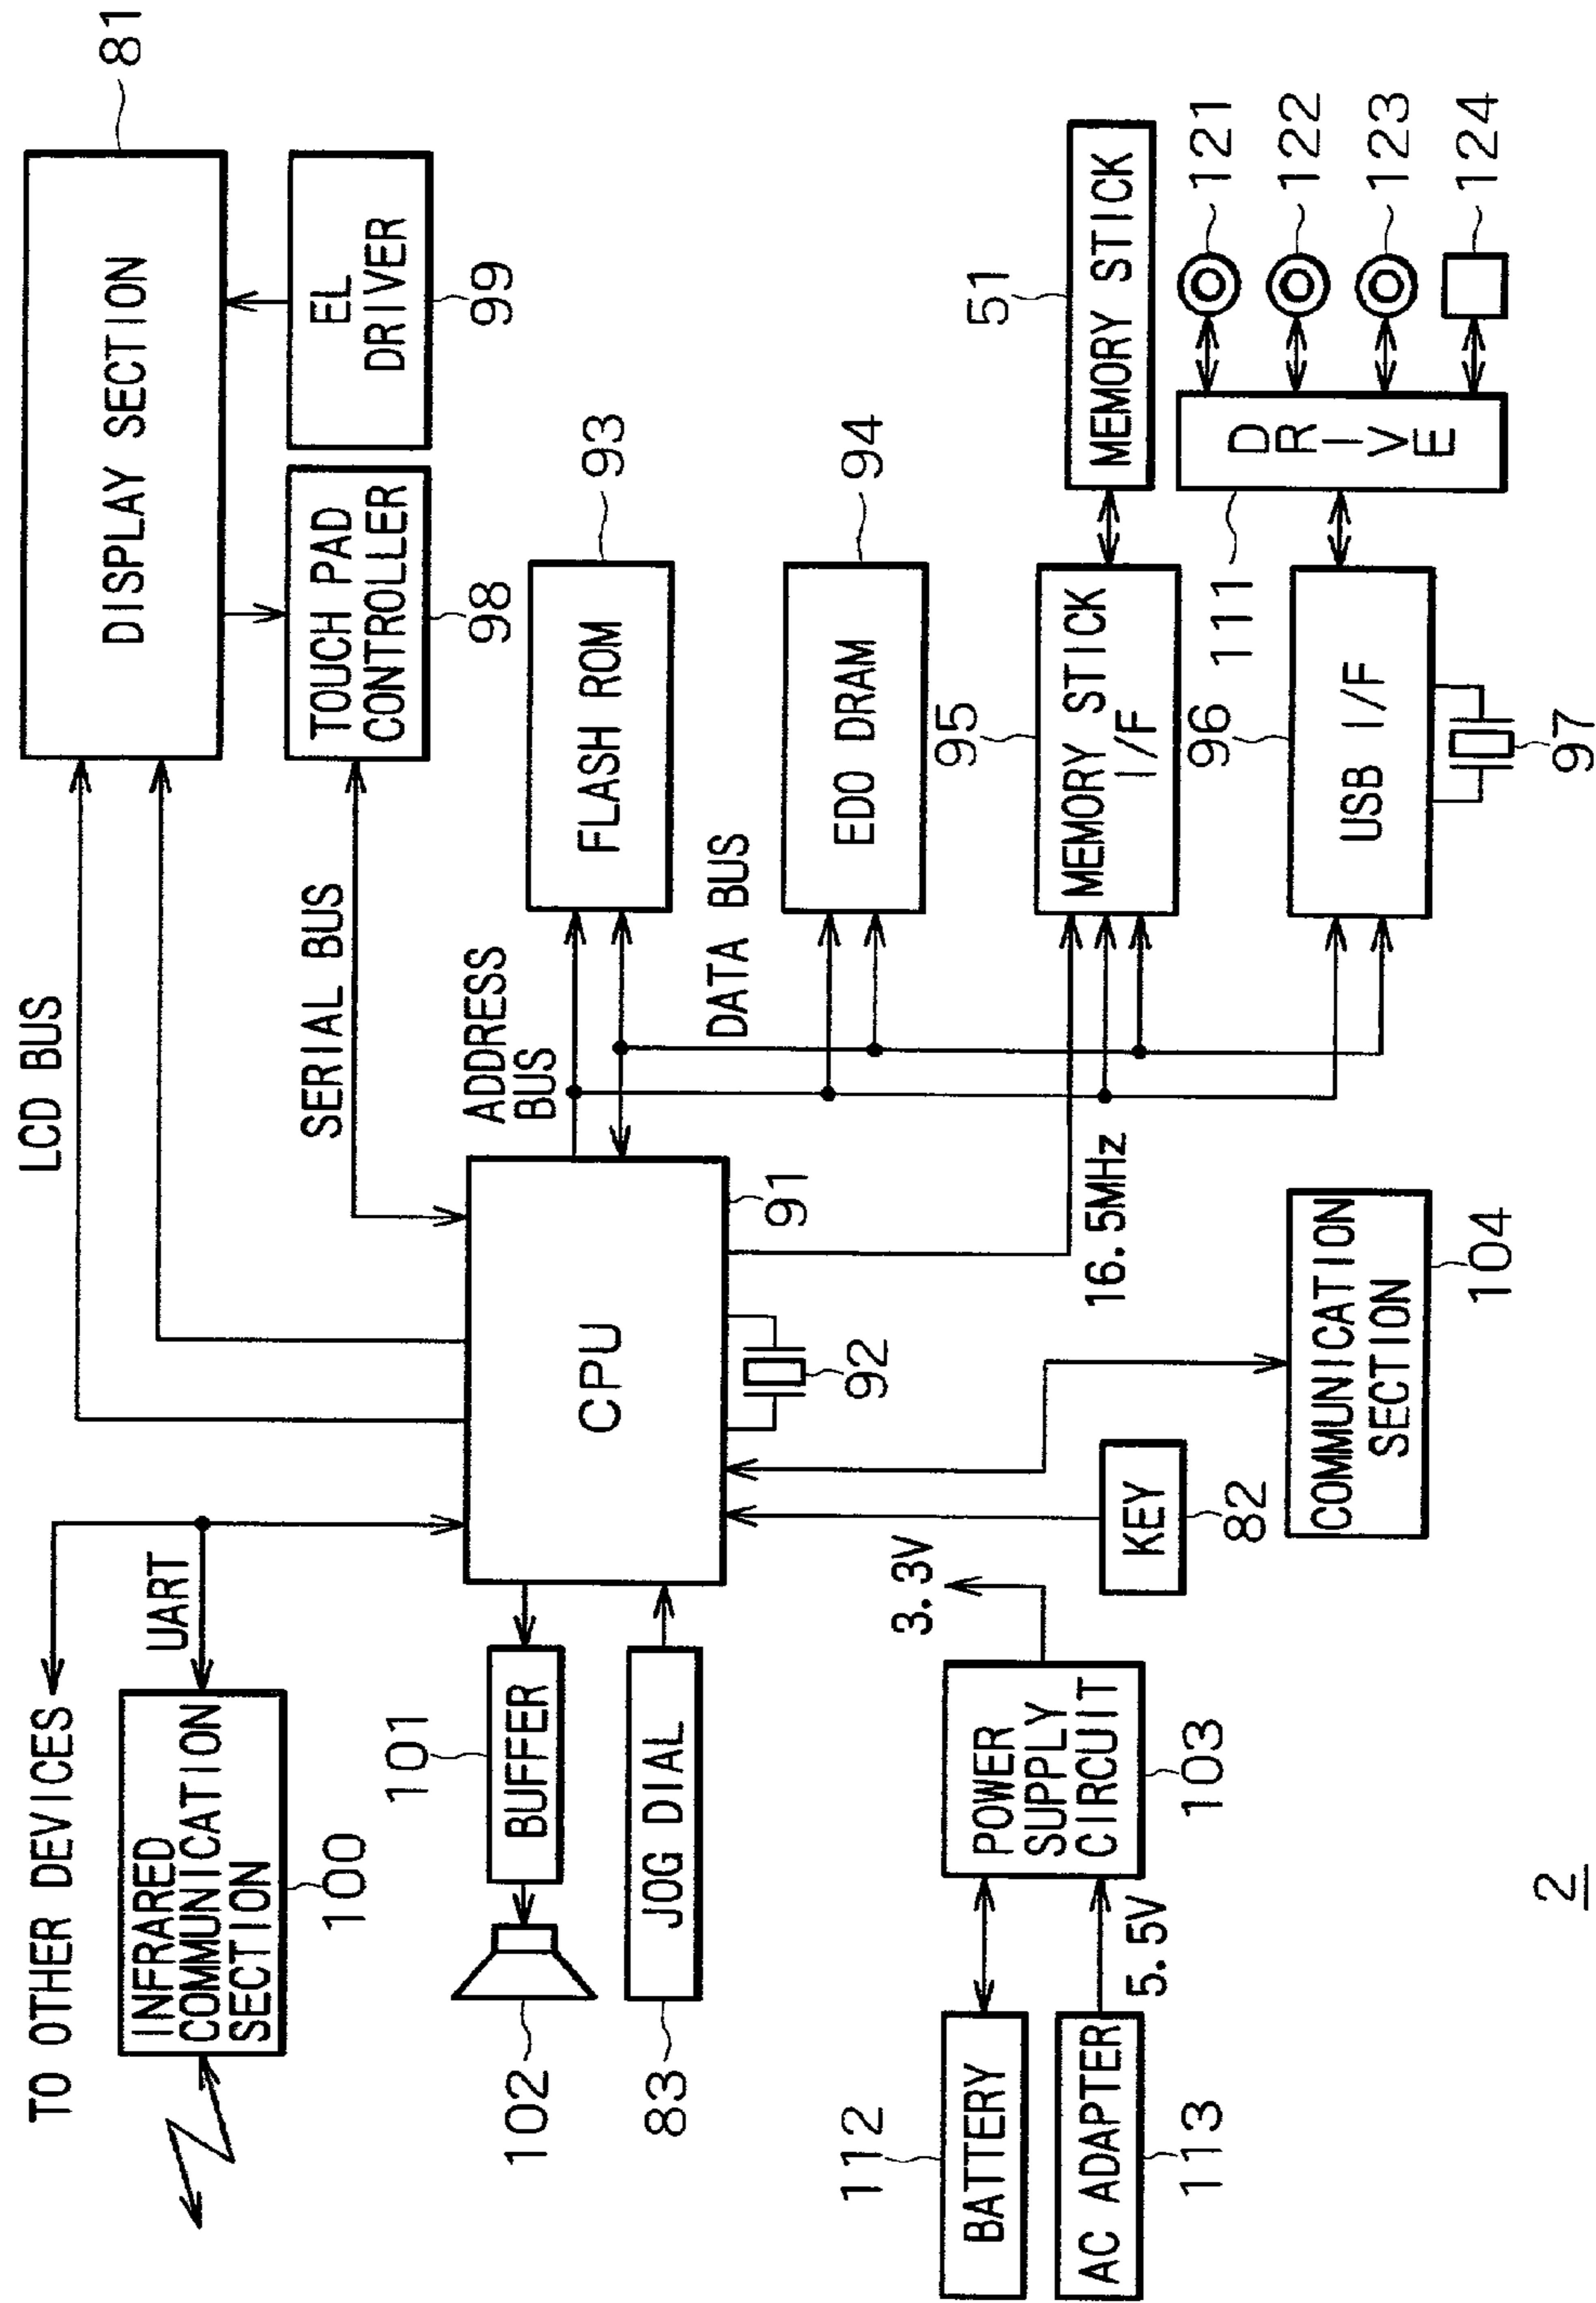 TO OTHER DEVICES
LCD BUS
DISPLAY SECTION
81
UART
INFRARED
COMMUNICATION
SECTION
100
SERIAL BUS
TOUCH PAD
CONTROLLER
98
EL
DRIVER
99
101
BUFFER
102
JOG DIAL
83
CPU
91
92
ADDRESS
BUS
DATA BUS
FLASH ROM
93
EDO DRAM
94
16.5MHz
95
MEMORY STICK
I/F
51
MEMORY STICK
96
USB I/F
97
111
DRIVE
121
122
123
124
112
BATTERY
AC ADAPTER
113
5.5V
POWER
SUPPLY
CIRCUIT
103
3.3V
KEY
82
COMMUNICATION
SECTION
104
2